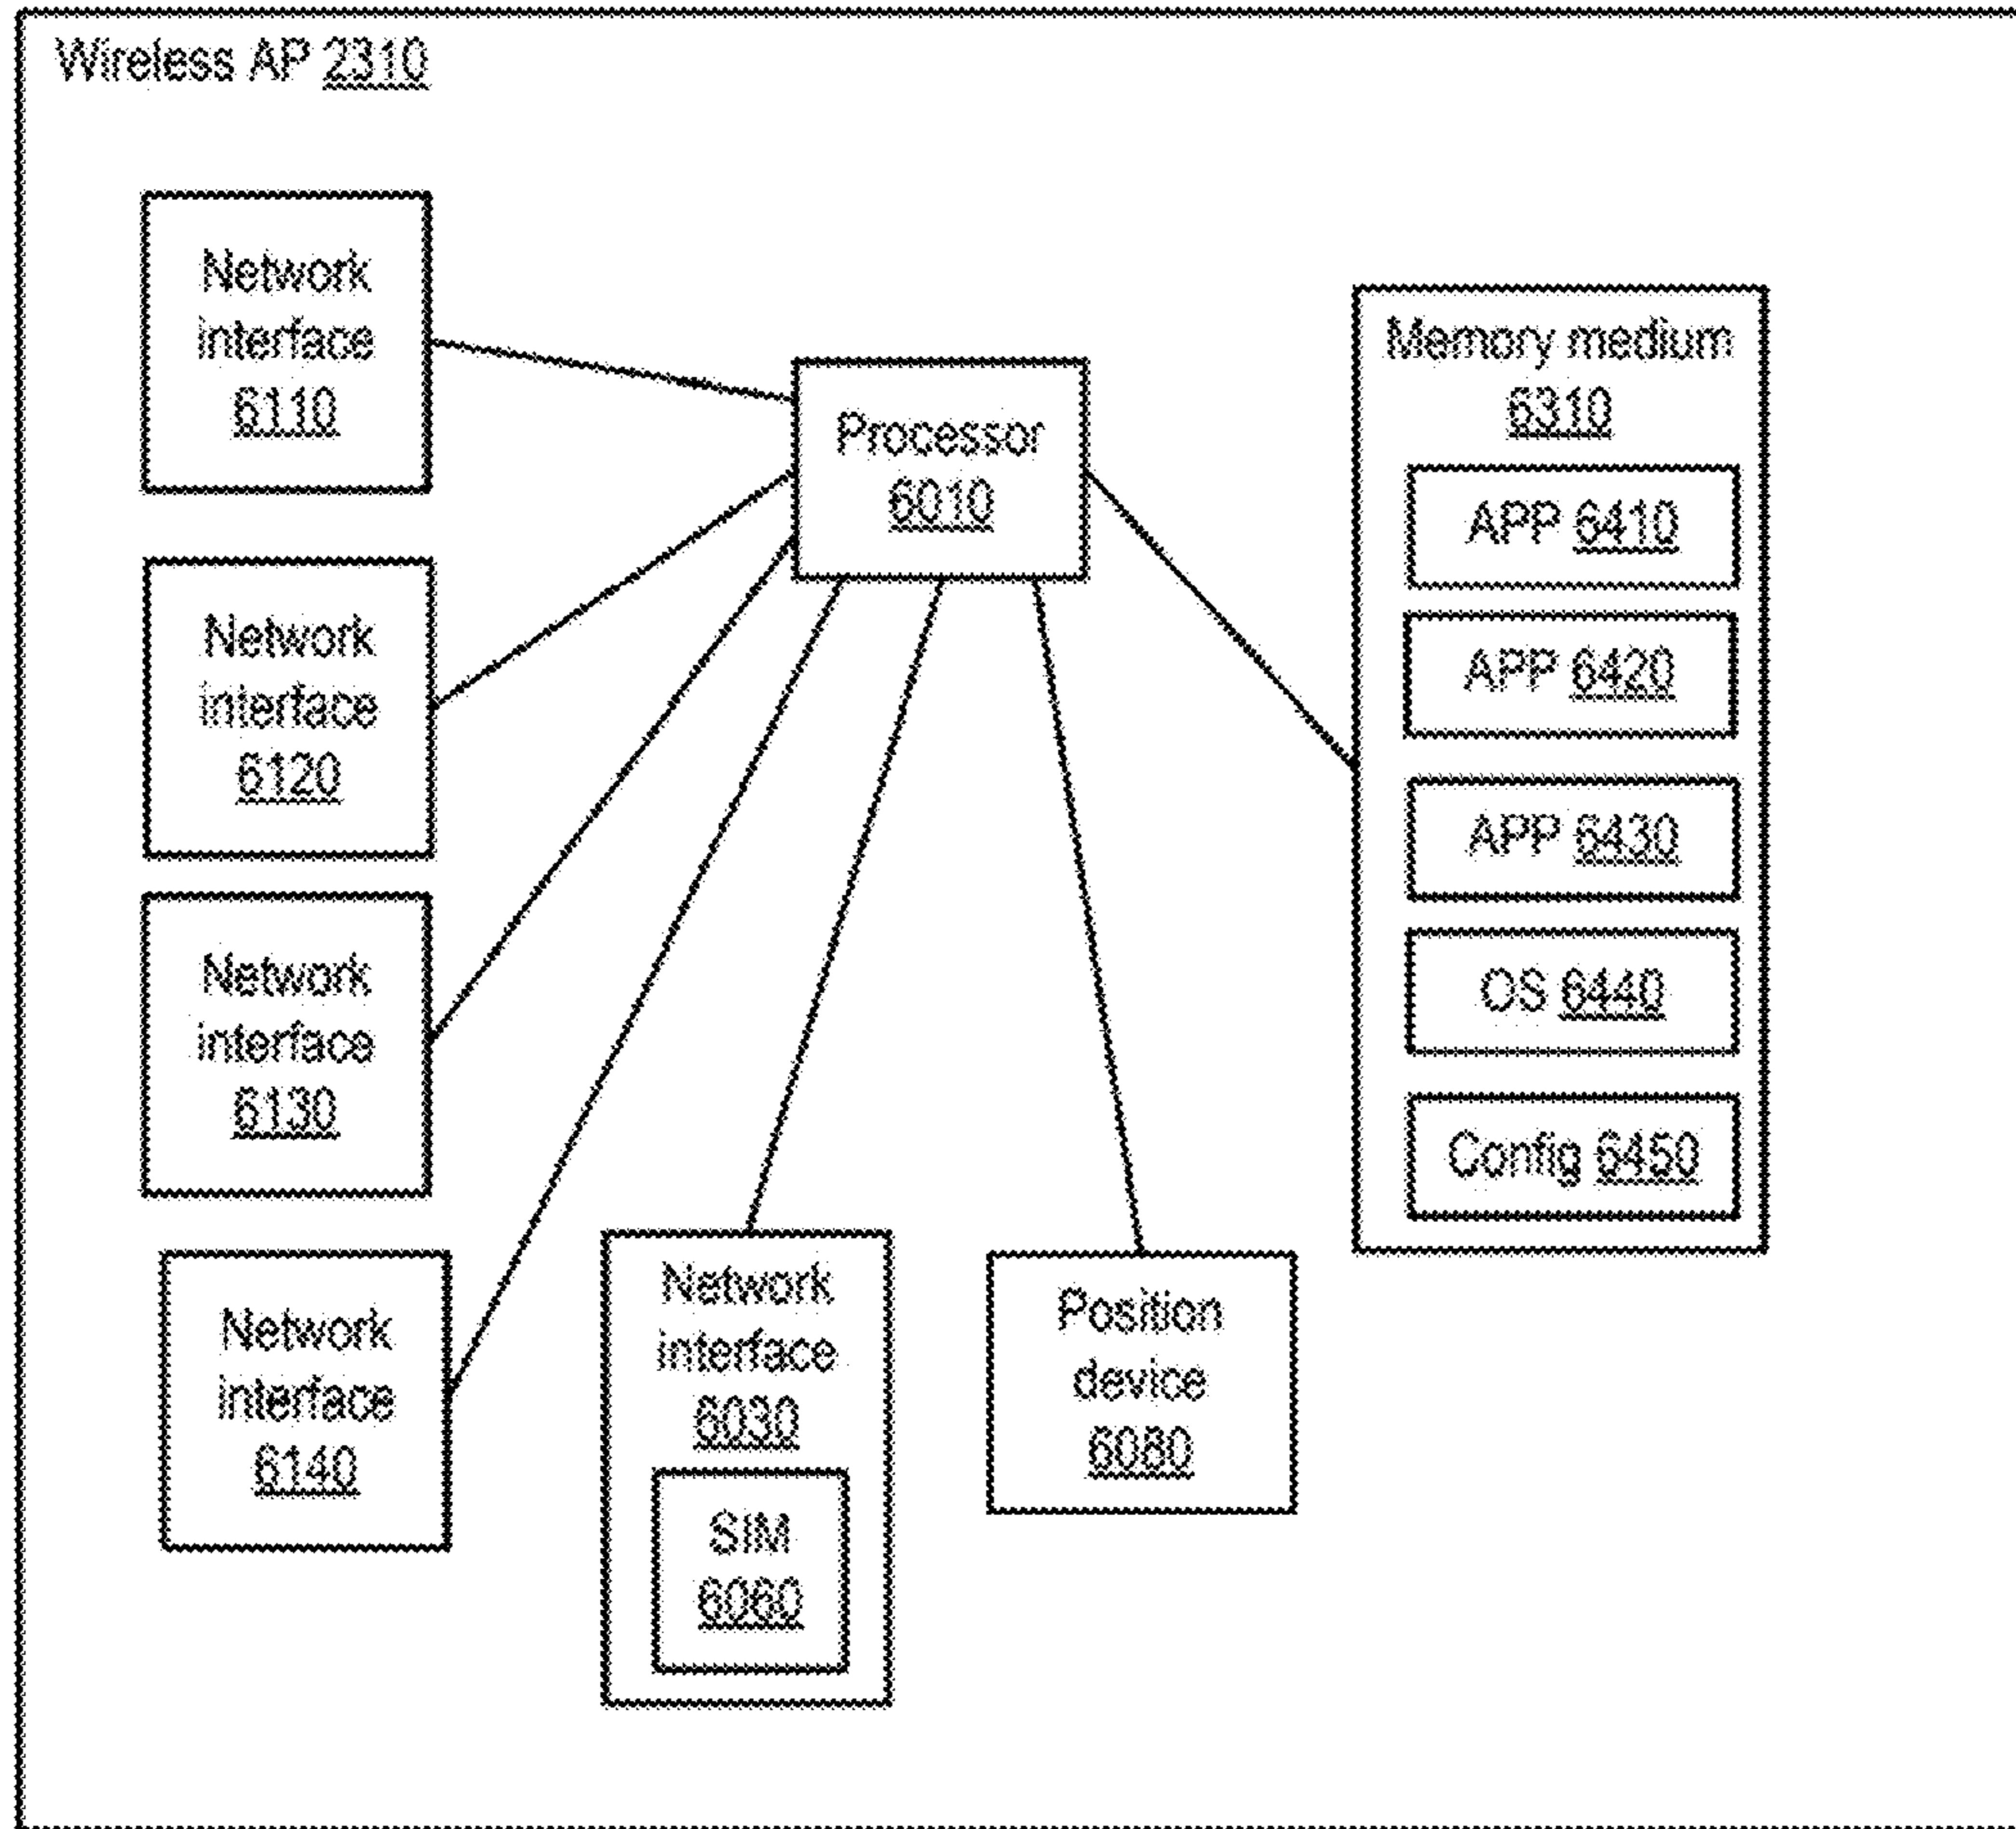 Wireless AP 2310
Network
interface
6110
Processor
6010
Memory medium
6310
APP 6410
APP 6420
APP 6430
OS 6440
Config 6450
Network
interface
6120
Network
interface
6130
Network
interface
6140
Network
interface
6030
SIM
6060
Position
device
6080